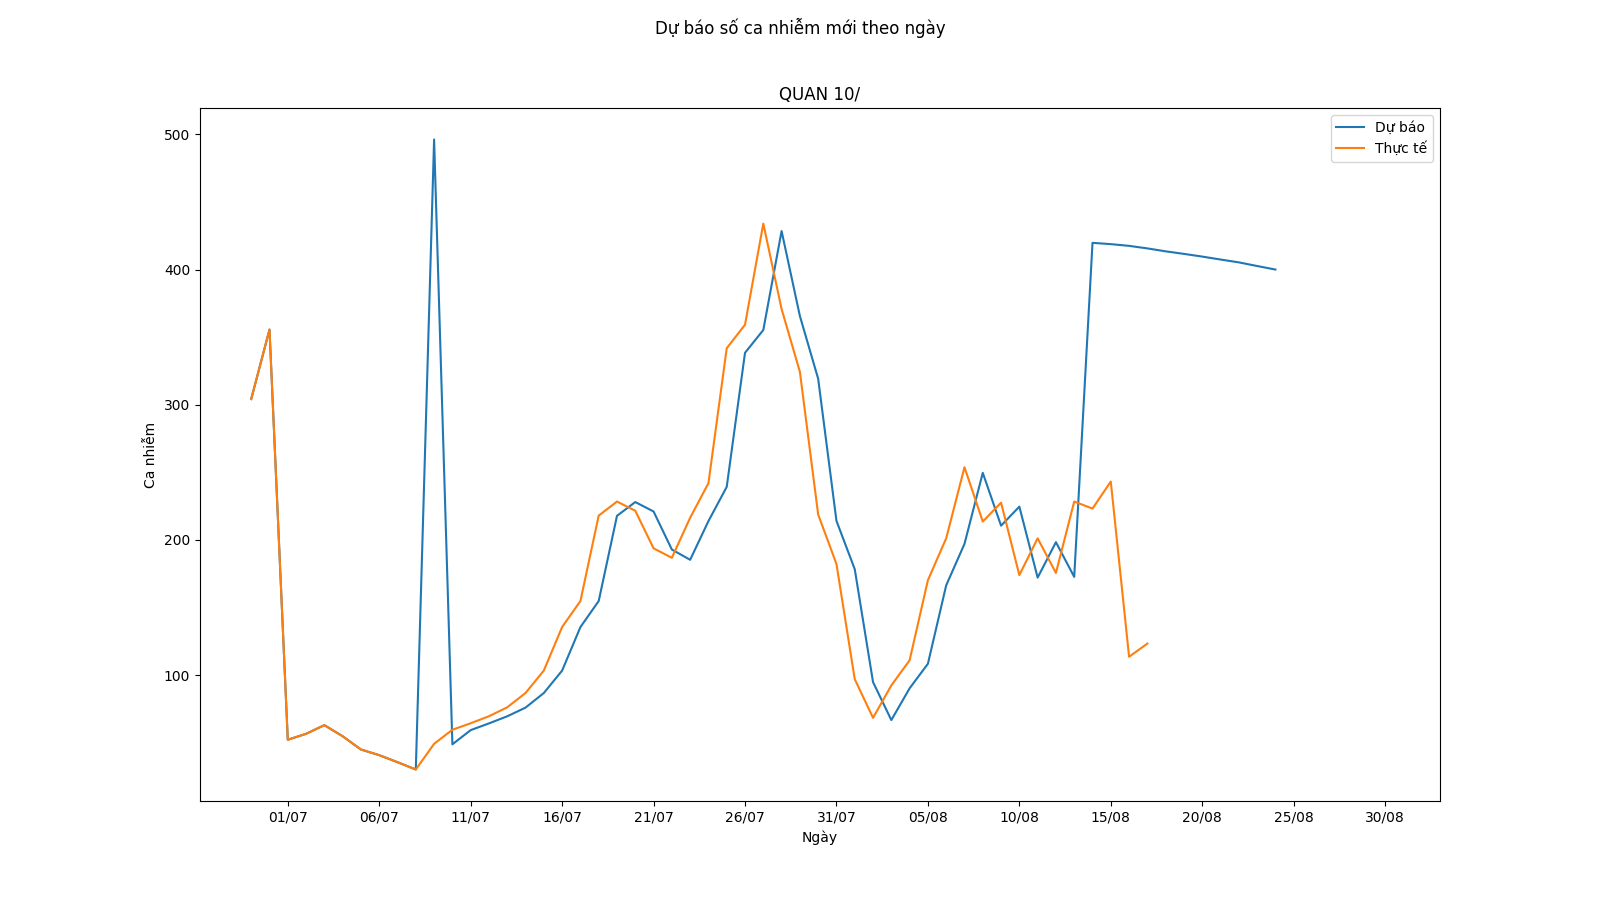 Dự báo số ca nhiễm mới theo ngày
QUAN 10/
Dự báo
Thực tế
500
400
300
200
100
Ca nhiễm
01/07 06/07 11/07 16/07 21/07 26/07 31/07 05/08 10/08 15/08 20/08 25/08 30/08
Ngày